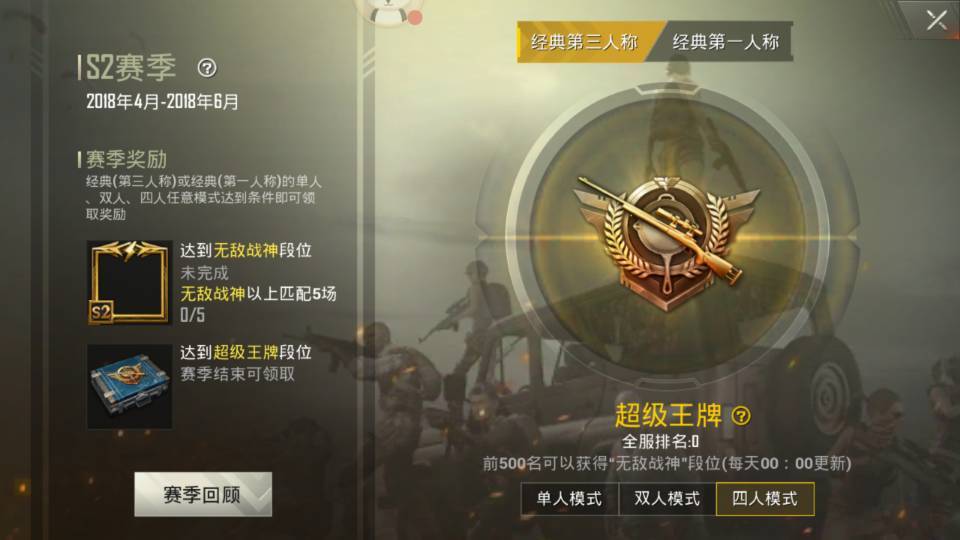 S2赛季 ?
2018年4月-2018年6月
赛季奖励
经典(第三人称)或经典(第一人称)的单人
、双人、四人任意模式达到条件即可领
取奖励
S2
达到无敌战神段位
未完成
无敌战神以上匹配5场
0/5
达到超级王牌段位
赛季结束可领取
赛季回顾
经典第三人称 经典第一人称
超级王牌 ?
全服排名:0
前500名可以获得"无敌战神"段位(每天00：00更新)
单人模式 双人模式 四人模式